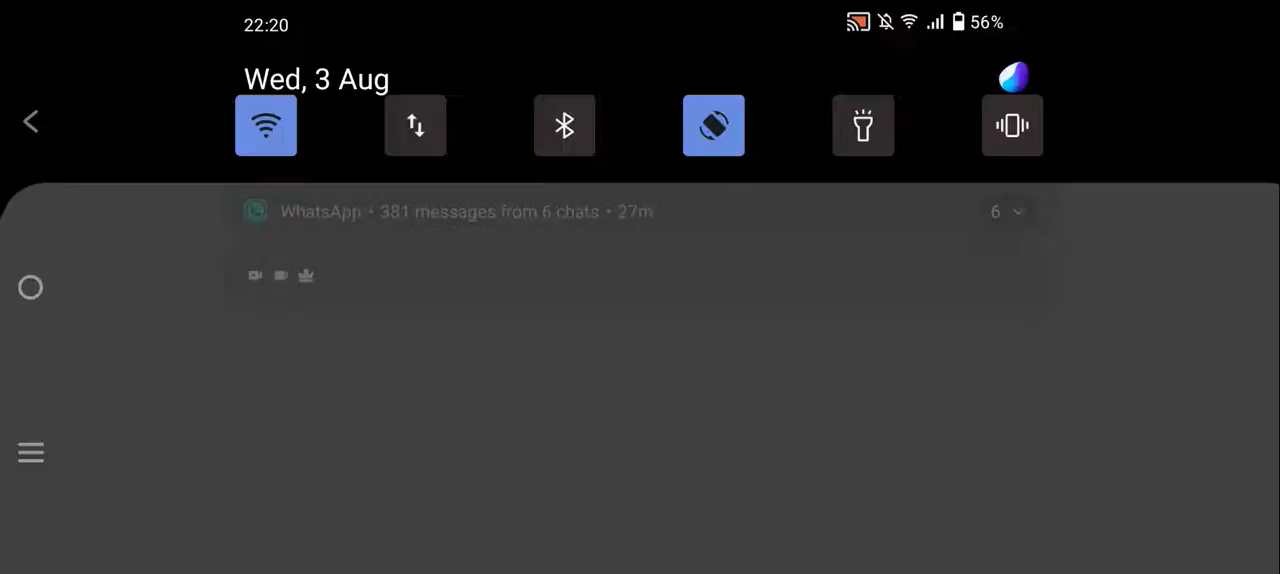 22:20
56%
Wed, 3 Aug
WhatsApp • 381 messages from 6 chats • 27m
6